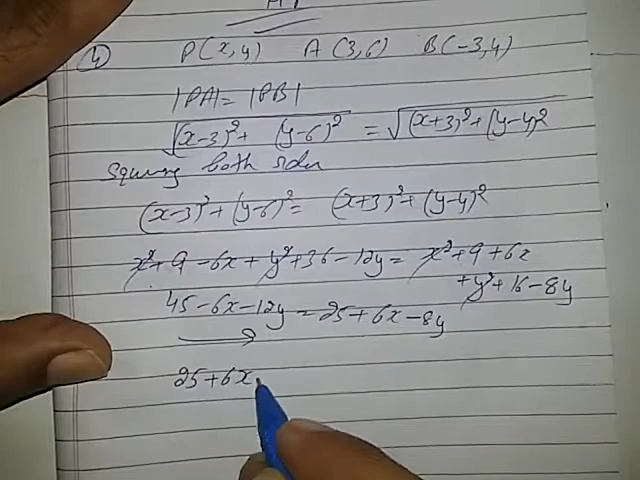 (4) P(x,y) A(3,6) B(-3,4)
|PA| = |PB|
√(x-3)²+ (y-6)² = √(x+3)²+(y-4)²
Squaring both sides
(x-3)²+(y-6)² = (x+3)²+(y-4)²
x²+9-6x+y²+36-12y = x²+9+6x
+y²+16-8y
45-6x-12y = 25+6x-8y
25+6x